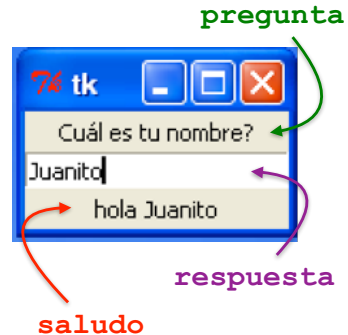 pregunta
tk
Cuál es tu nombre?
Juanito
hola Juanito
respuesta
saludo